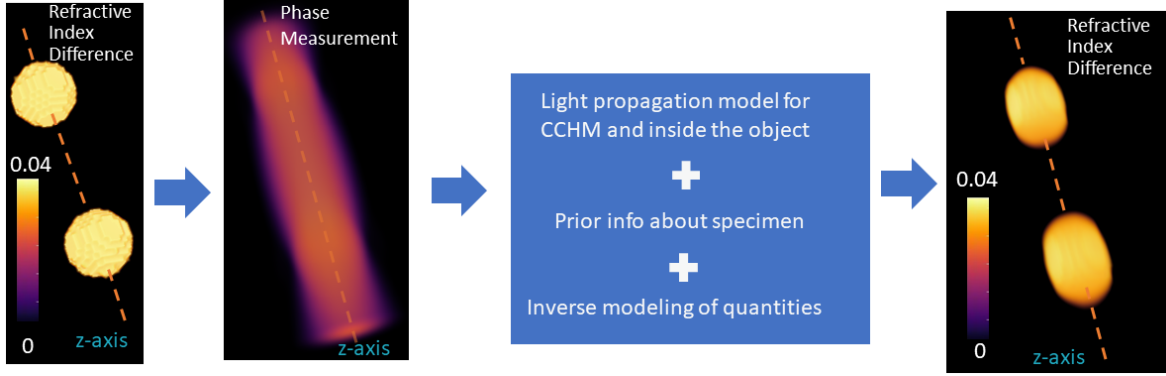 Refractive
Index
Difference
0.04
0
z-axis
Phase
Measurement
z-axis
Light propagation model for
CCHM and inside the object
+
Prior info about specimen
+
Inverse modeling of quantities
Refractive
Index
Difference
0.04
0
z-axis